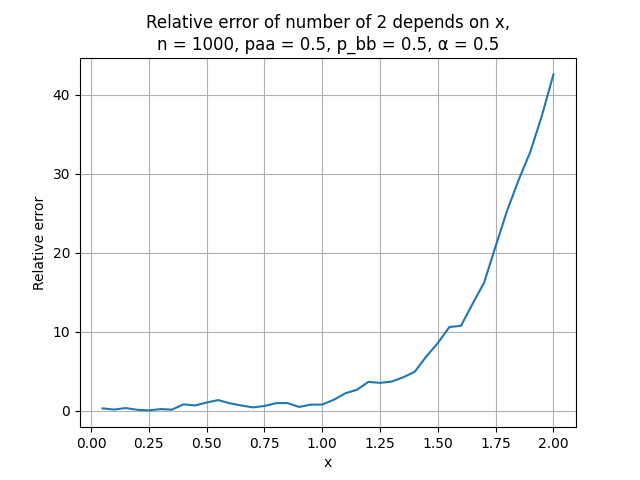 Relative error of number of 2 depends on x,
n = 1000, paa = 0.5, p_bb = 0.5, α = 0.5
40
30
20
10
0
Relative error
0.00 0.25 0.50 0.75 1.00 1.25 1.50 1.75 2.00
x